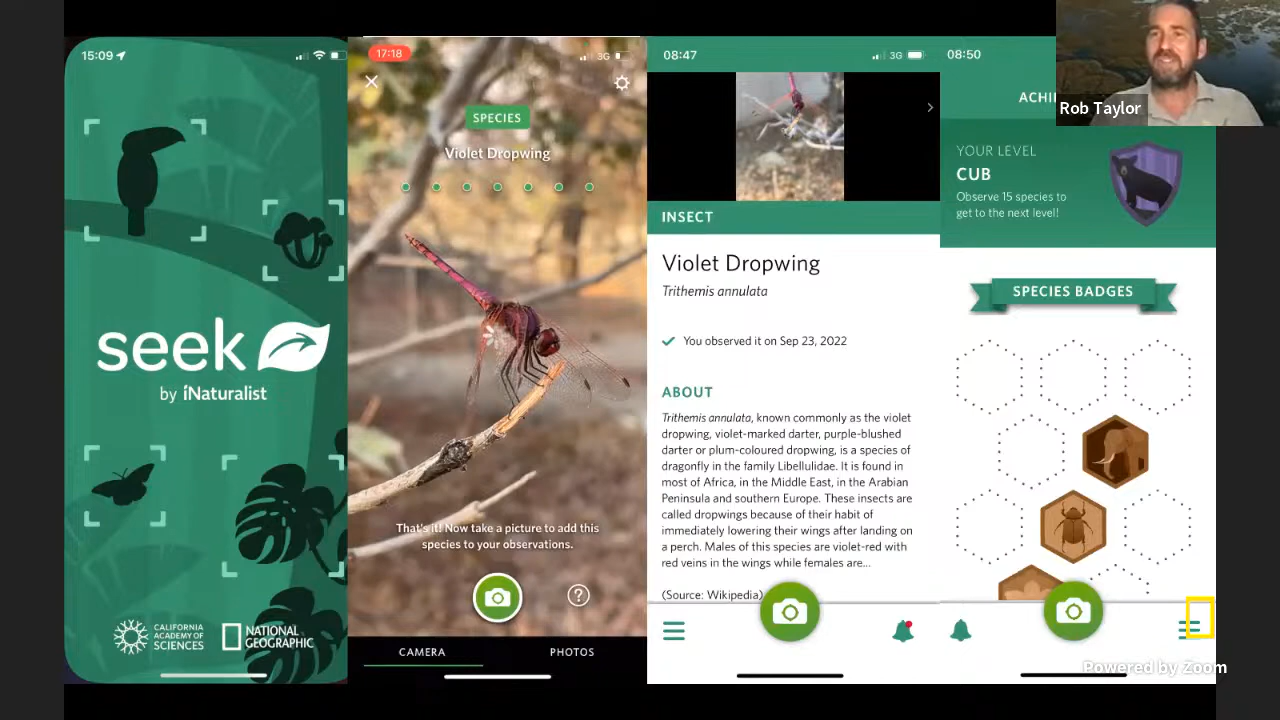 15:09
seek
by iNaturalist
CALIFORNIA
ACADEMY OF
SCIENCES
NATIONAL
GEOGRAPHIC
17:18
3G
SPECIES
Violet Dropwing
That's it! Now take a picture to add this
species to your observations.
?
CAMERA
PHOTOS
08:47
3G
INSECT
Violet Dropwing
Trithemis annulata
You observed it on Sep 23, 2022
ABOUT
Trithemis annulata, known commonly as the violet
dropwing, violet-marked darter, purple-blushed
darter or plum-coloured dropwing, is a species of
dragonfly in the family Libellulidae. It is found in
most of Africa, in the Middle East, in the Arabian
Peninsula and southern Europe. These insects are
called dropwings because of their habit of
immediately lowering their wings after landing on
a perch. Males of this species are violet-red with
red veins in the wings while females are...
(Source: Wikipedia)
08:50
ACHI
YOUR LEVEL
CUB
Observe 15 species to
get to the next level!
SPECIES BADGES
Rob Taylor
Powered by Zoom